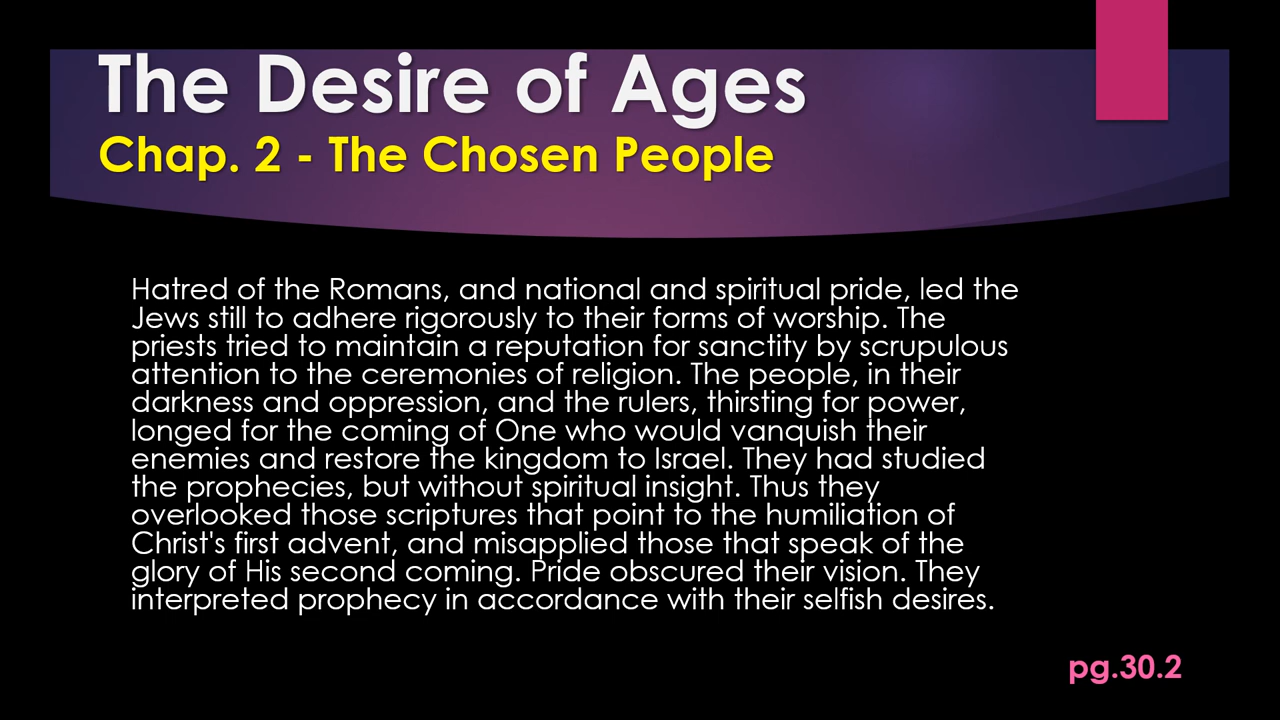 The Desire of Ages
Chap. 2 - The Chosen People
Hatred of the Romans, and national and spiritual pride, led the
Jews still to adhere rigorously to their forms of worship. The
priests tried to maintain a reputation for sanctity by scrupulous
attention to the ceremonies of religion. The people, in their
darkness and oppression, and the rulers, thirsting for power,
longed for the coming of One who would vanquish their
enemies and restore the kingdom to Israel. They had studied
the prophecies, but without spiritual insight. Thus they
overlooked those scriptures that point to the humiliation of
Christ's first advent, and misapplied those that speak of the
glory of His second coming. Pride obscured their vision. They
interpreted prophecy in accordance with their selfish desires.
pg.30.2